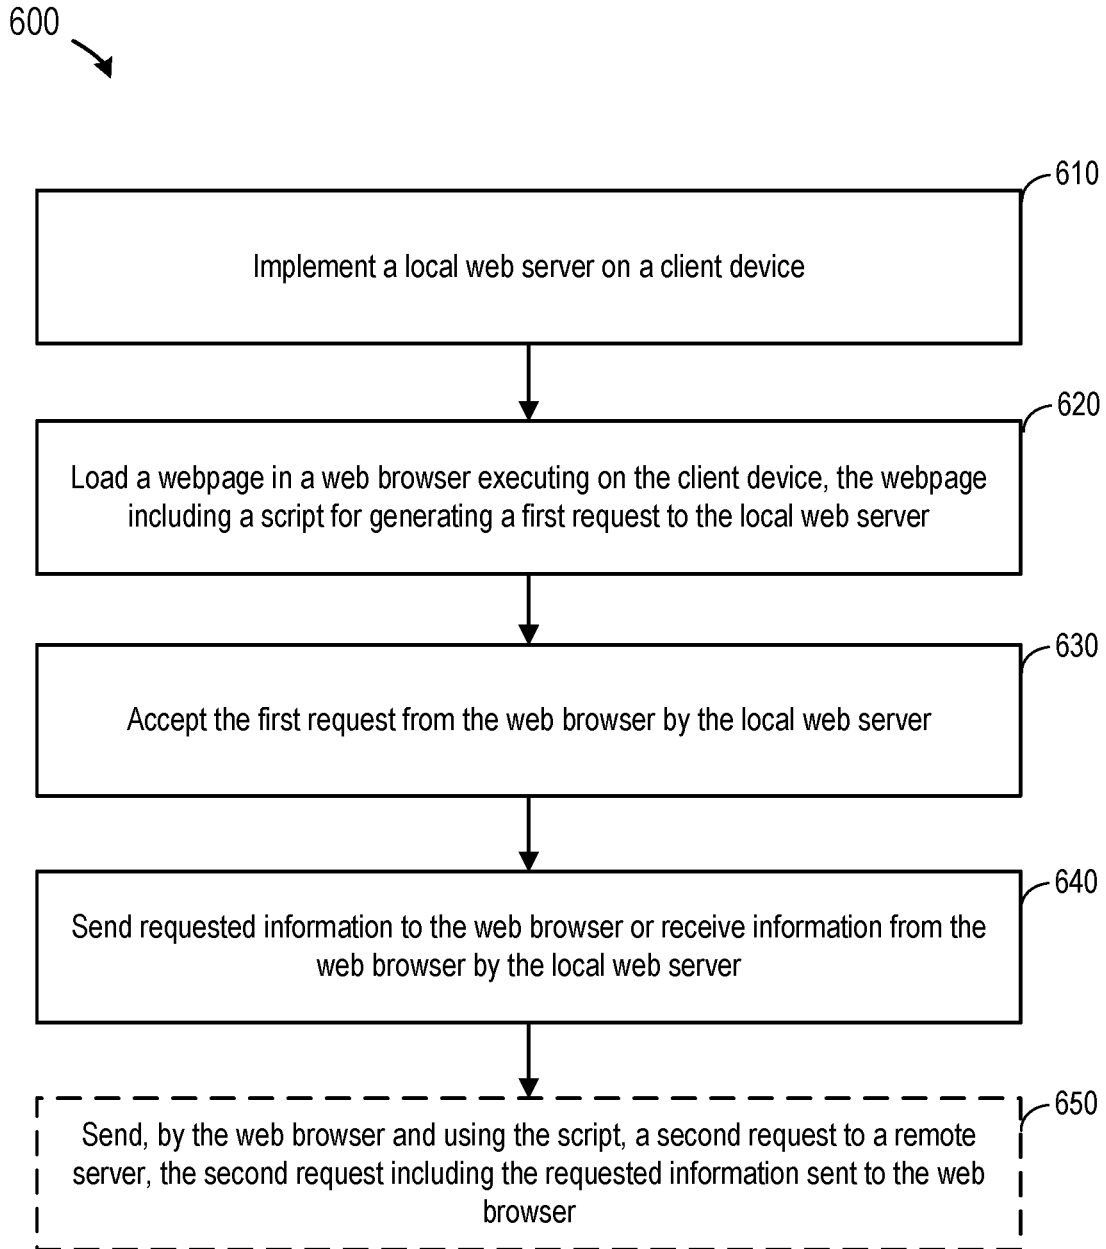 600
610
Implement a local web server on a client device
620
Load a webpage in a web browser executing on the client device, the webpage
including a script for generating a first request to the local web server
630
Accept the first request from the web browser by the local web server
640
Send requested information to the web browser or receive information from the
web browser by the local web server
650
Send, by the web browser and using the script, a second request to a remote
server, the second request including the requested information sent to the web
browser